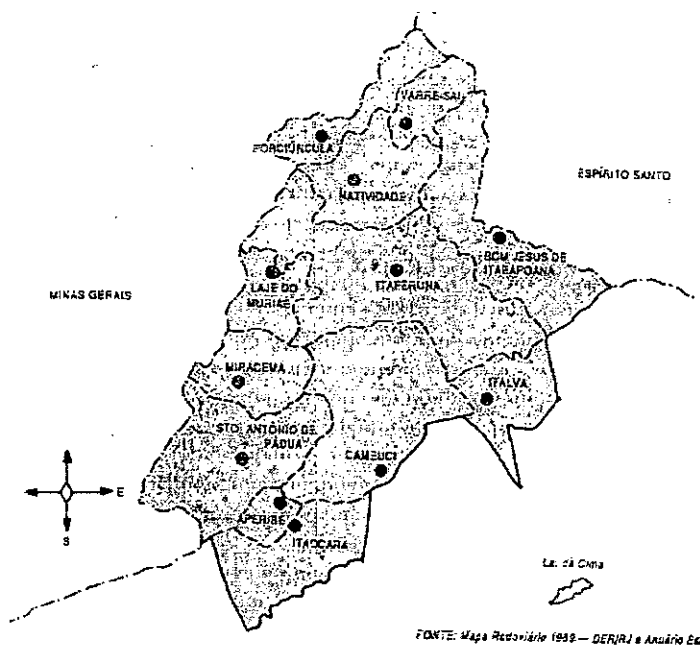 VARRE-SAI
PORCIÚNCULA
NATIVIDADE
ESPÍRITO SANTO
BOM JESUS DE
ITABAPOANA
LAJE DO
MURIAÉ
ITAPERUNA
MINAS GERAIS
MIRACEMA
ITALVA
STO. ANTÔNIO DE
PÁDUA
CAMBUCI
E
APERIBÉ
ITAOCARA
S
FONTE: Mapa Rodoviário 1989 — DER/RJ e Anuário